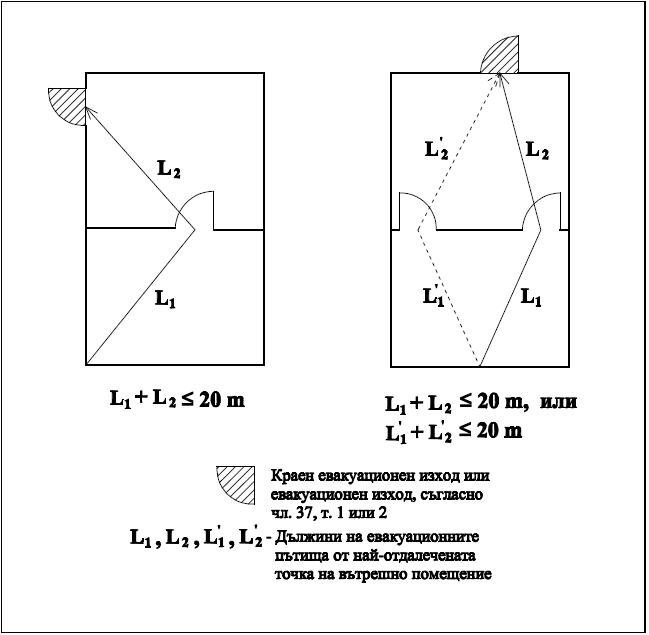 L'2 L2
L2
L1
L'1 L1
L1 + L2 ≤ 20 m
L1 + L2 ≤ 20 m, или
L'1 + L'2 ≤ 20 m
Краен евакуационен изход или
евакуационен изход, съгласно
чл. 37, т. 1 или 2
L1 , L2 , L'1 , L'2 - Дължини на евакуационните
пътища от най-отдалечената
точка на вътрешно помещение